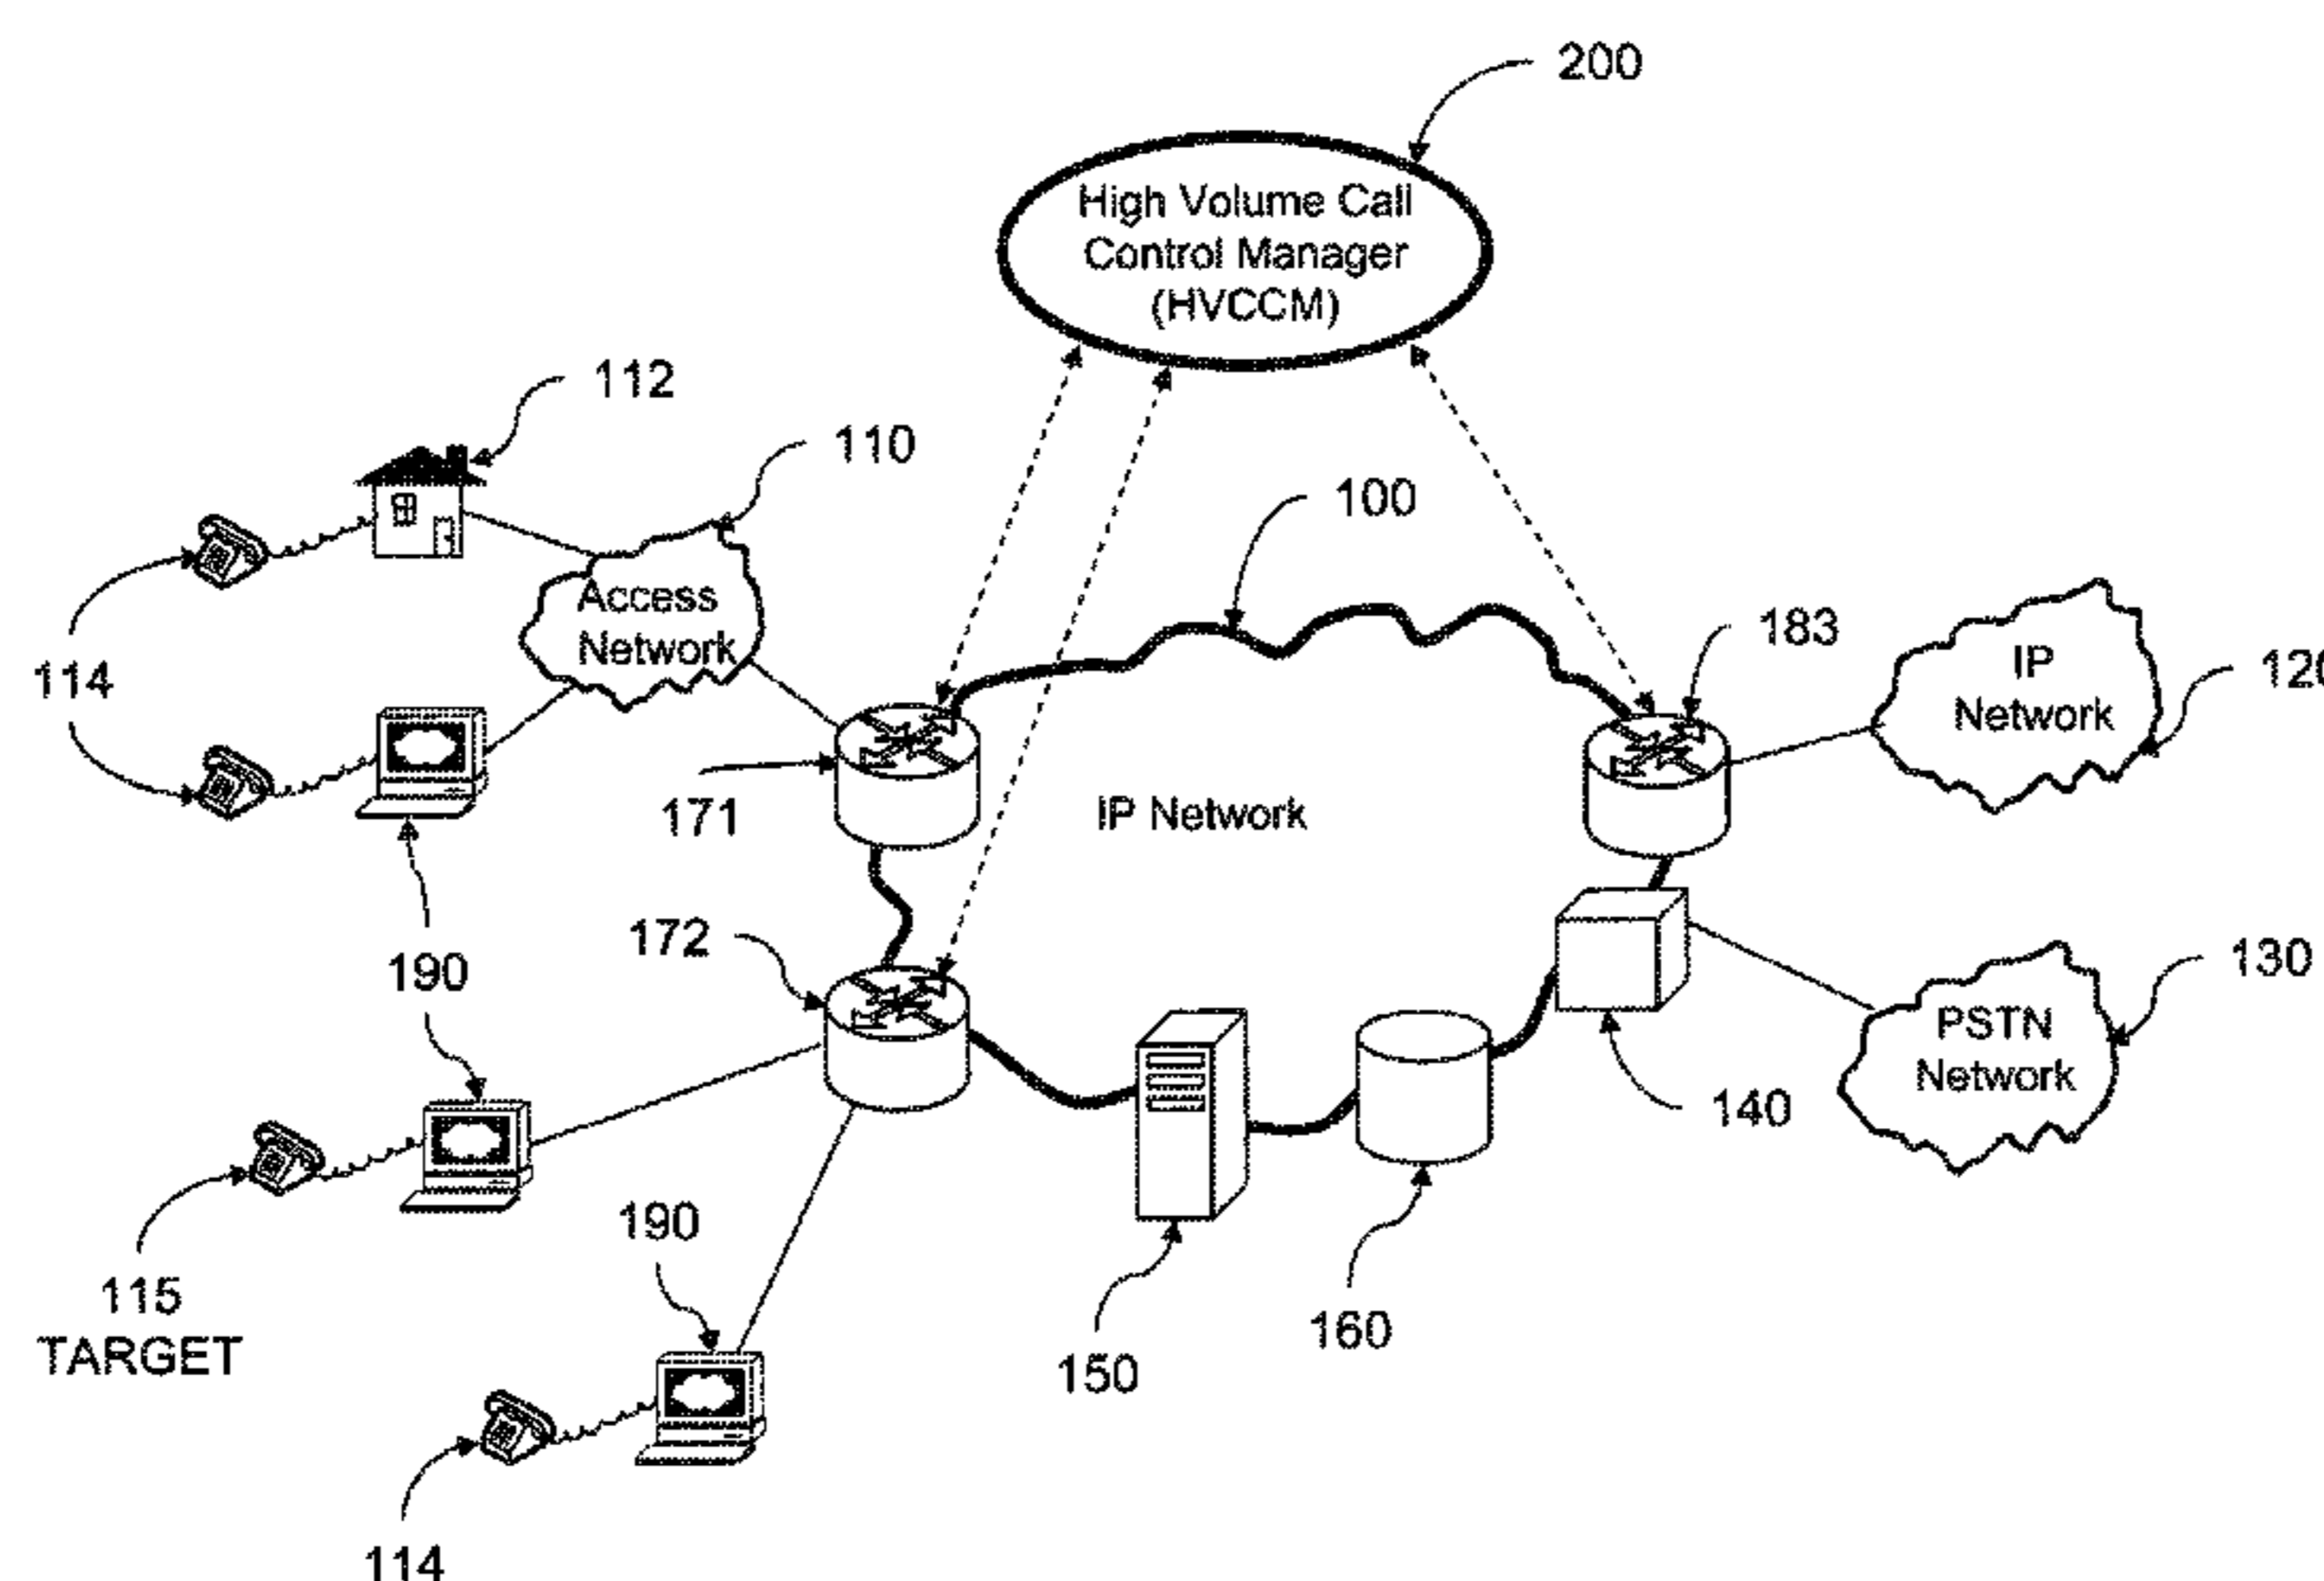 200
High Volume Call
Control Manager
(HVCCM)
112
110
100
Access
Network
183
IP
Network
120
114
171
IP Network
172
190
130
PSTN
Network
140
190
115
TARGET
160
150
114